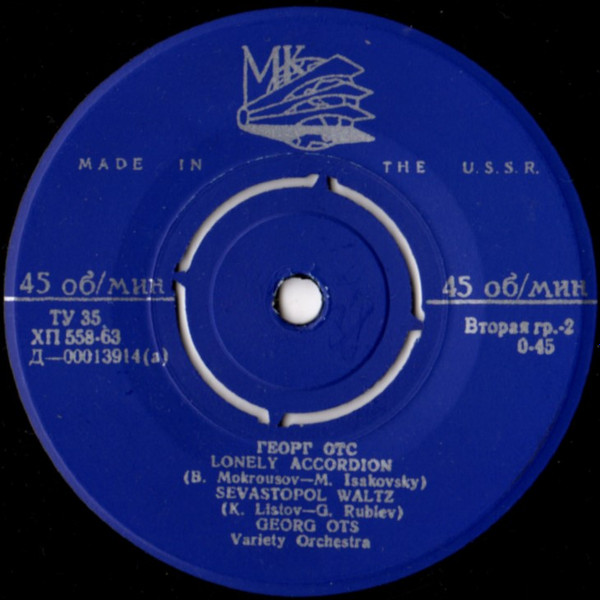 МК
MADE IN THE U.S.S.R.
45 об/мин
45 об/мин
ТУ 35
ХП 558-63
Д—00013914(а)
Вторая гр.-2
0-45
ГЕОРГ ОТС
LONELY ACCORDION
(B. Mokrousov—M. Isakovsky)
SEVASTOPOL WALTZ
(K. Listov—G. Rublev)
GEORG OTS
Variety Orchestra